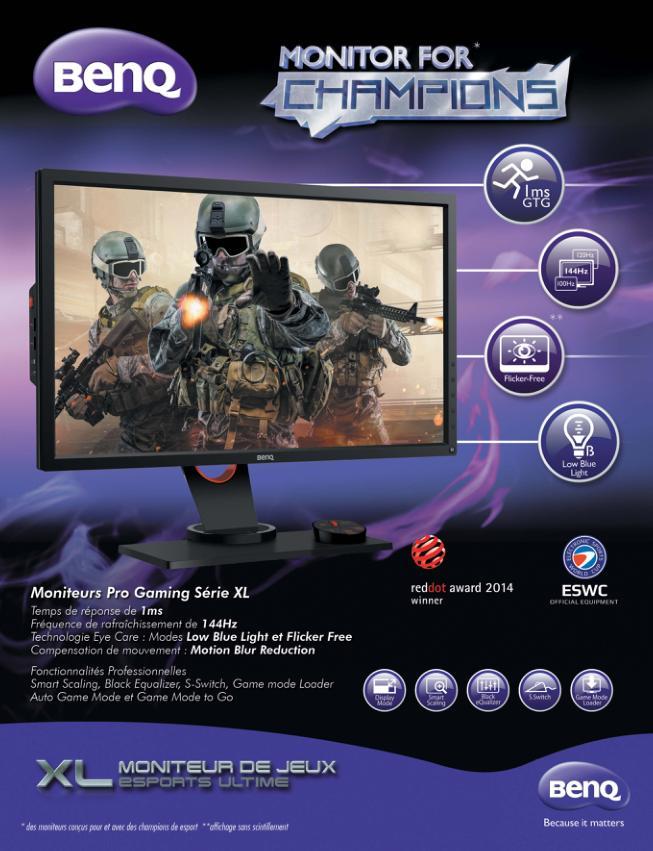 BenQ
MONITOR FOR*
CHAMPIONS
1ms
GTG
120Hz
144Hz
100Hz
**
Flicker-Free
ß
Low Blue
Light
BenQ
reddot award 2014
winner
ELECTRONIC SPORTS
WORLD CUP
ESWC
OFFICIAL EQUIPMENT
Moniteurs Pro Gaming Série XL
Temps de réponse de 1ms
Fréquence de rafraîchissement de 144Hz
Technologie Eye Care : Modes Low Blue Light et Flicker Free
Compensation de mouvement : Motion Blur Reduction
Fonctionnalités Professionnelles
Smart Scaling, Black Equalizer, S-Switch, Game mode Loader
Auto Game Mode et Game Mode to Go
Display
Mode
Smart
Scaling
Black
eQualizer
S.Switch
Game Mode
Loader
XL MONITEUR DE JEUX
ESPORTS ULTIME
BenQ
Because it matters
* des moniteurs conçus pour et avec des champions de esport **affichage sans scintillement